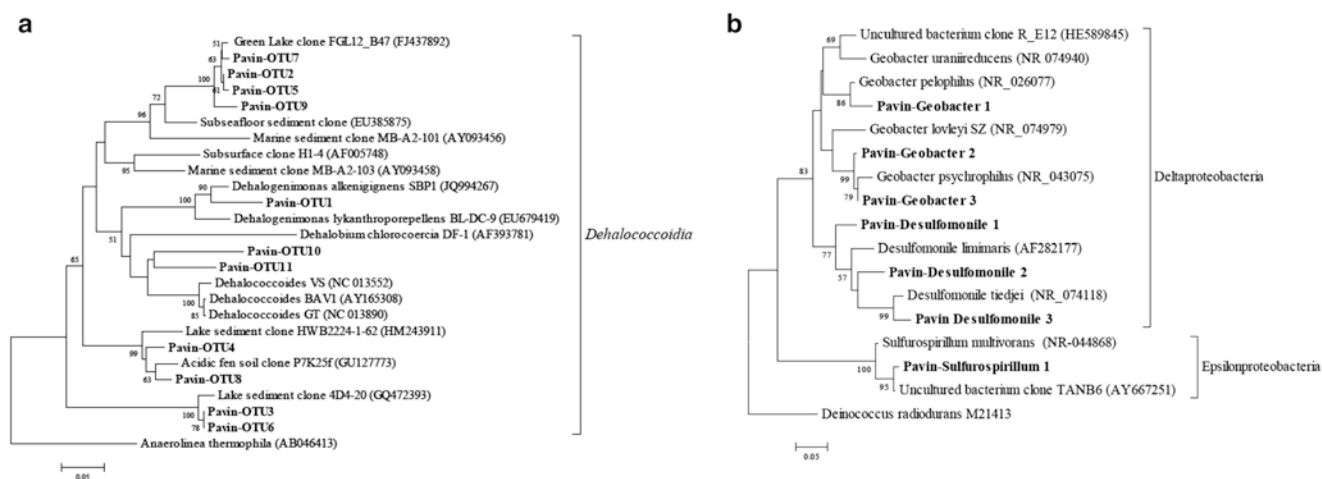 a
51
Green Lake clone FGL12_B47 (FJ437892)
63
Pavin-OTU7
100
Pavin-OTU2
61
Pavin-OTU5
72
Pavin-OTU9
96
Subseafloor sediment clone (EU385875)
Marine sediment clone MB-A2-101 (AY093456)
Subsurface clone H1-4 (AF005748)
95
Marine sediment clone MB-A2-103 (AY093458)
90
Dehalogenimonas alkenigignens SBP1 (JQ994267)
100
Pavin-OTU1
Dehalogenimonas lykanthroporepellens BL-DC-9 (EU679419)
51
Dehalobium chlorocoercia DF-1 (AF393781)
Pavin-OTU10
65
Pavin-OTU11
Dehalococcoides VS (NC 013552)
100
Dehalococcoides BAV1 (AY165308)
85
Dehalococcoides GT (NC 013890)
Lake sediment clone HWB2224-1-62 (HM243911)
99
Pavin-OTU4
Acidic fen soil clone P7K25f (GU127773)
63
Pavin-OTU8
Lake sediment clone 4D4-20 (GQ472393)
100
Pavin-OTU3
78
Pavin-OTU6
Anaerolinea thermophila (AB046413)
0.05
Dehalococcoidia
b
69
Uncultured bacterium clone R_E12 (HE589845)
Geobacter uraniireducens (NR 074940)
Geobacter pelophilus (NR_026077)
86
Pavin-Geobacter 1
Geobacter lovleyi SZ (NR_074979)
83
Pavin-Geobacter 2
99
Geobacter psychrophilus (NR_043075)
79
Pavin-Geobacter 3
Pavin-Desulfomonile 1
77
Desulfomonile limimaris (AF282177)
57
Pavin-Desulfomonile 2
Desulfomonile tiedjei (NR_074118)
99
Pavin Desulfomonile 3
Sulfurospirillum multivorans (NR-044868)
100
Pavin-Sulfurospirillum 1
95
Uncultured bacterium clone TANB6 (AY667251)
Deinococcus radiodurans M21413
0.05
Deltaproteobacteria
Epsilonproteobacteria